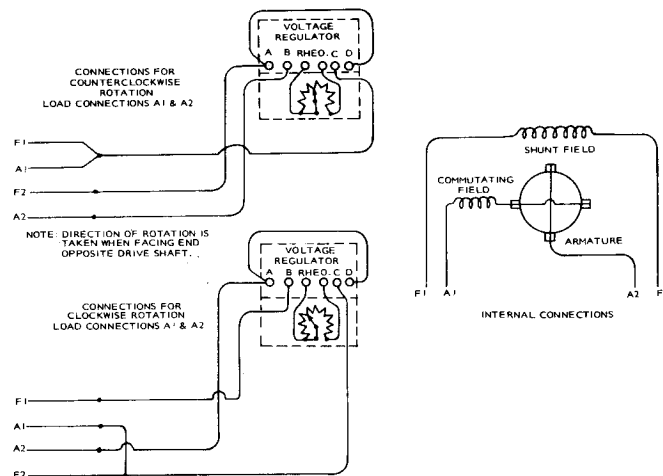 VOLTAGE
REGULATOR
A B RHEO. C D
CONNECTIONS FOR
COUNTERCLOCKWISE
ROTATION
LOAD CONNECTIONS A1 & A2
F1
A1
F2
A2
NOTE: DIRECTION OF ROTATION IS
TAKEN WHEN FACING END
OPPOSITE DRIVE SHAFT.
VOLTAGE
REGULATOR
A B RHEO. C D
CONNECTIONS FOR
CLOCKWISE ROTATION
LOAD CONNECTIONS A1 & A2
F1
A1
A2
F2
SHUNT FIELD
COMMUTATING
FIELD
ARMATURE
F1 A1 A2 F
INTERNAL CONNECTIONS